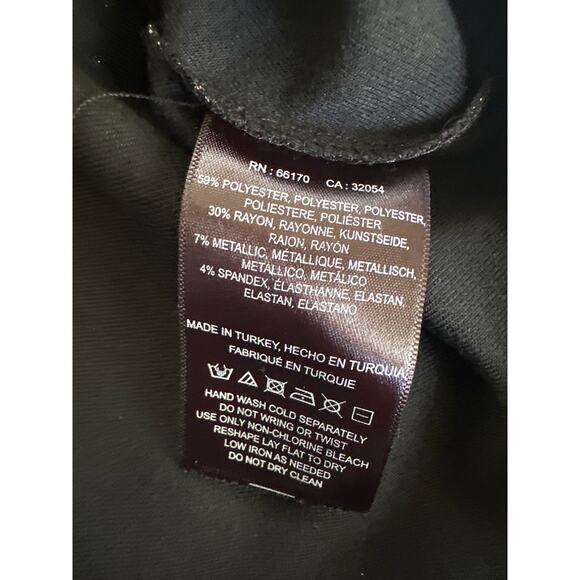 RN : 66170 CA : 32054
59% POLYESTER, POLYESTER, POLYESTER,
POLIESTERE, POLIÉSTER
30% RAYON, RAYONNE, KUNSTSEIDE,
RAION, RAYÓN
7% METALLIC, MÉTALLIQUE, METALLISCH,
METALLICO, METÁLICO
4% SPANDEX, ÉLASTHANNE, ELASTAN,
ELASTAN, ELASTANO
MADE IN TURKEY, HECHO EN TURQUIA
FABRIQUÉ EN TURQUIE
HAND WASH COLD SEPARATELY
DO NOT WRING OR TWIST
USE ONLY NON-CHLORINE BLEACH
RESHAPE LAY FLAT TO DRY
LOW IRON AS NEEDED
DO NOT DRY CLEAN